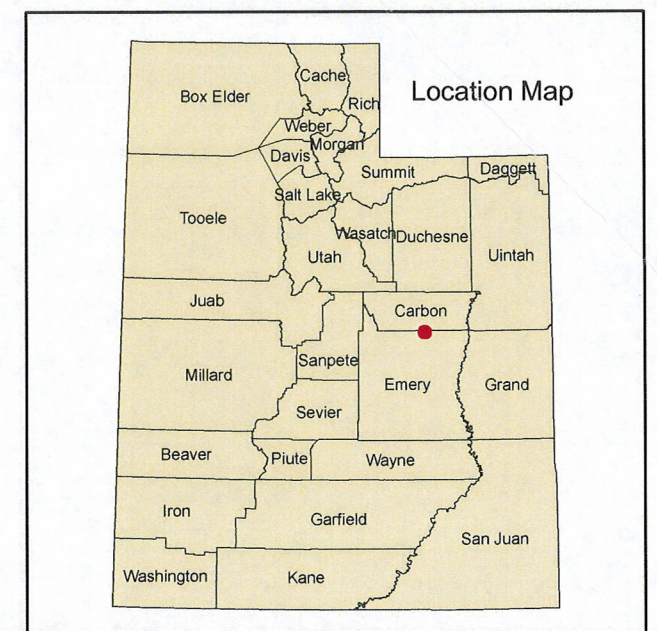 Location Map
Cache
Box Elder
Rich
Weber
Morgan
Davis
Summit
Daggett
Salt Lake
Tooele
Wasatch
Duchesne
Utah
Uintah
Juab
Carbon
Sanpete
Millard
Emery
Grand
Sevier
Beaver
Piute
Wayne
Iron
Garfield
San Juan
Washington
Kane